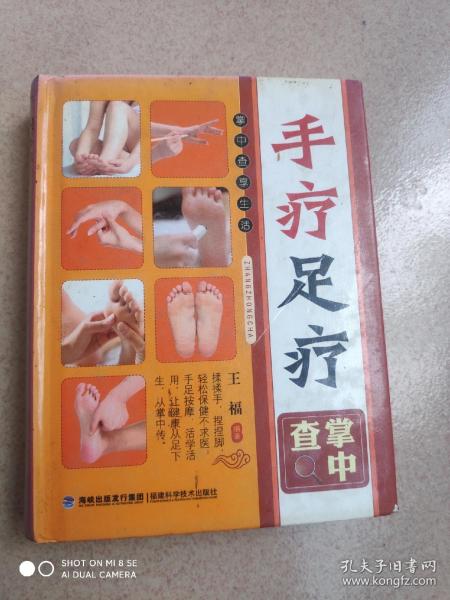 手疗足疗
掌中
查
掌中查享生活
ZHANGZHONGCHA
王福 编著
揉揉手，捏捏脚，
轻松保健不求医。
手足按摩，活学活
用，让健康从足下
生，从掌中传。
海峡出版发行集团
福建科学技术出版社
SHOT ON MI 8 SE
AI DUAL CAMERA
孔夫子旧书网
www.kongfz.com